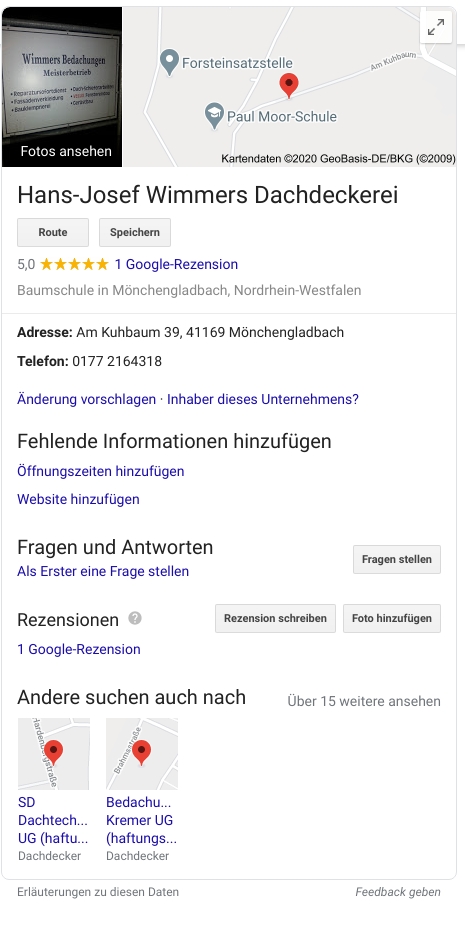 Wimmers Bedachungen
Meisterbetrieb
Fotos ansehen
Forsteinsatzstelle
Am Kuhbaum
Paul Moor-Schule
Kartendaten ©2020 GeoBasis-DE/BKG (©2009)
Hans-Josef Wimmers Dachdeckerei
Route
Speichern
5,0 ★★★★★ 1 Google-Rezension
Baumschule in Mönchengladbach, Nordrhein-Westfalen
Adresse: Am Kuhbaum 39, 41169 Mönchengladbach
Telefon: 0177 2164318
Änderung vorschlagen · Inhaber dieses Unternehmens?
Fehlende Informationen hinzufügen
Öffnungszeiten hinzufügen
Website hinzufügen
Fragen und Antworten
Als Erster eine Frage stellen
Fragen stellen
Rezensionen ?
Rezension schreiben
Foto hinzufügen
1 Google-Rezension
Andere suchen auch nach
Über 15 weitere ansehen
Hardenbergstraße
Brahmsstraße
SD
Dachtech...
UG (haftu...
Dachdecker
Bedachu...
Kremer UG
(haftungs...
Dachdecker
Erläuterungen zu diesen Daten
Feedback geben